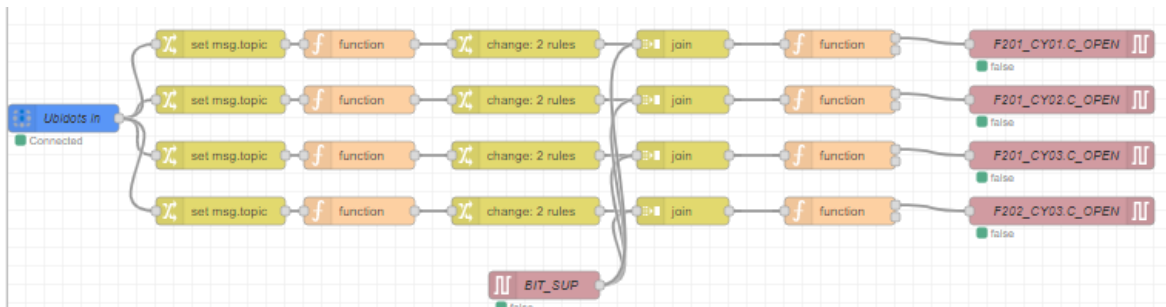 set msg.topic function change: 2 rules join function F201_CY01.C_OPEN
false
set msg.topic function change: 2 rules join function F201_CY02.C_OPEN
Ubidots in
false
Connected
set msg.topic function change: 2 rules join function F201_CY03.C_OPEN
false
set msg.topic function change: 2 rules join function F202_CY03.C_OPEN
false
BIT_SUP
false